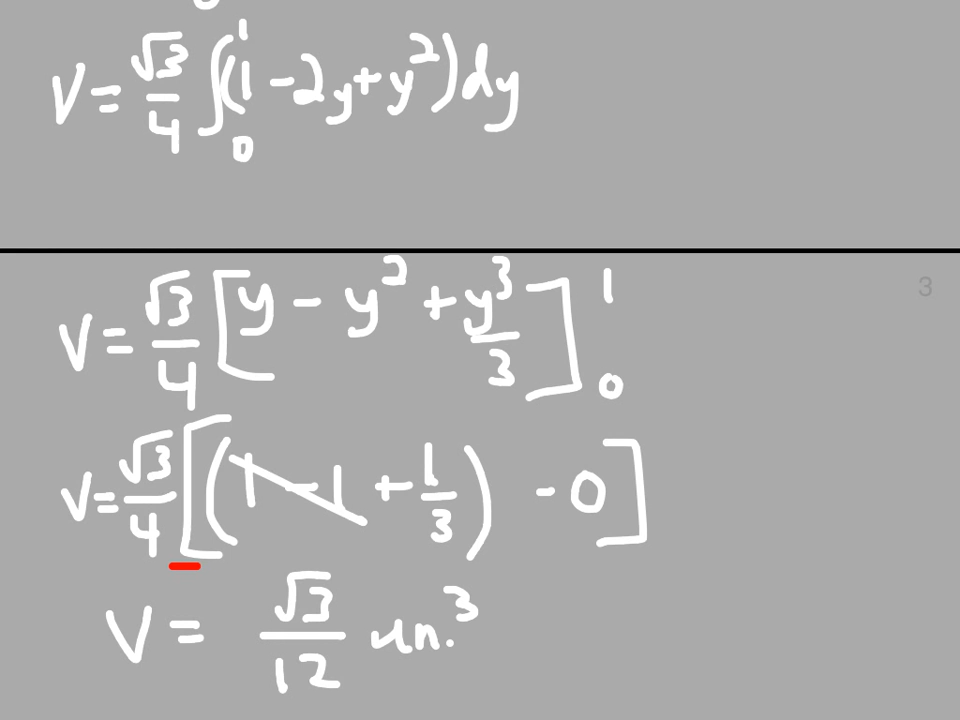 V = √3/4 ∫₀¹ (1 - 2y + y²) dy
3
V = √3/4 [y - y² + y³/3]₀¹
V = √3/4 [(1 - 1 + 1/3) - 0]
V = √3/12 un.³